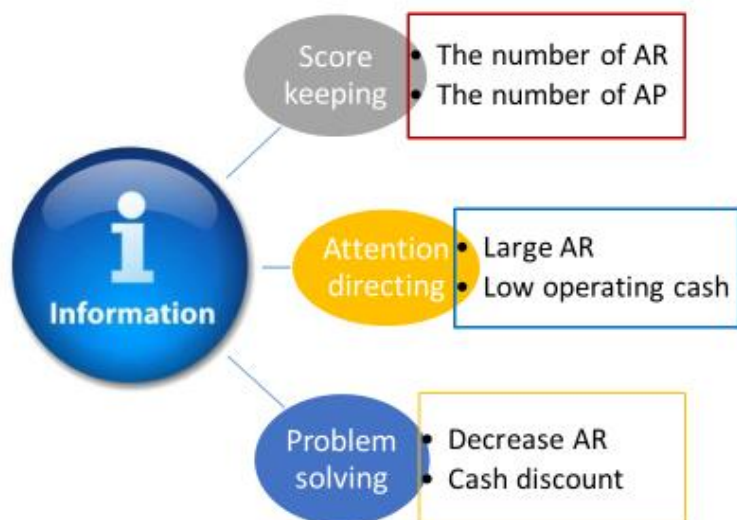 Score
keeping
• The number of AR
• The number of AP
i
Information
Attention
directing
• Large AR
• Low operating cash
Problem
solving
• Decrease AR
• Cash discount